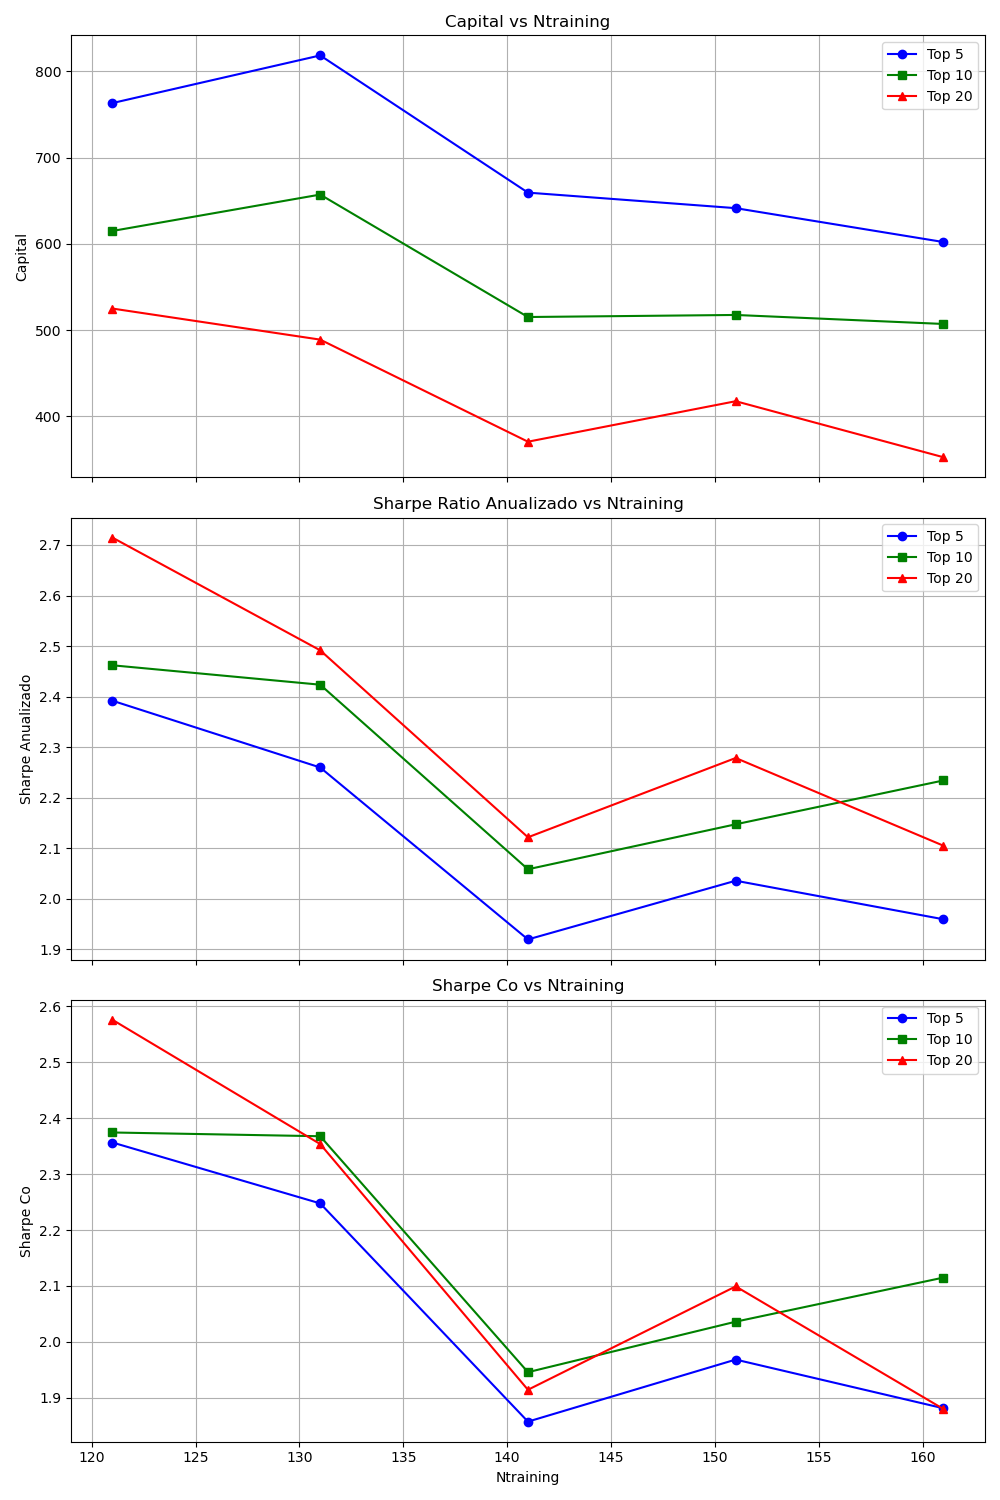 Capital vs Ntraining
Top 5
Top 10
Top 20
800
700
600
500
400
Capital
Sharpe Ratio Anualizado vs Ntraining
Top 5
Top 10
Top 20
2.7
2.6
2.5
2.4
2.3
2.2
2.1
2.0
1.9
Sharpe Anualizado
Sharpe Co vs Ntraining
Top 5
Top 10
Top 20
2.6
2.5
2.4
2.3
2.2
2.1
2.0
1.9
Sharpe Co
120 125 130 135 140 145 150 155 160
Ntraining